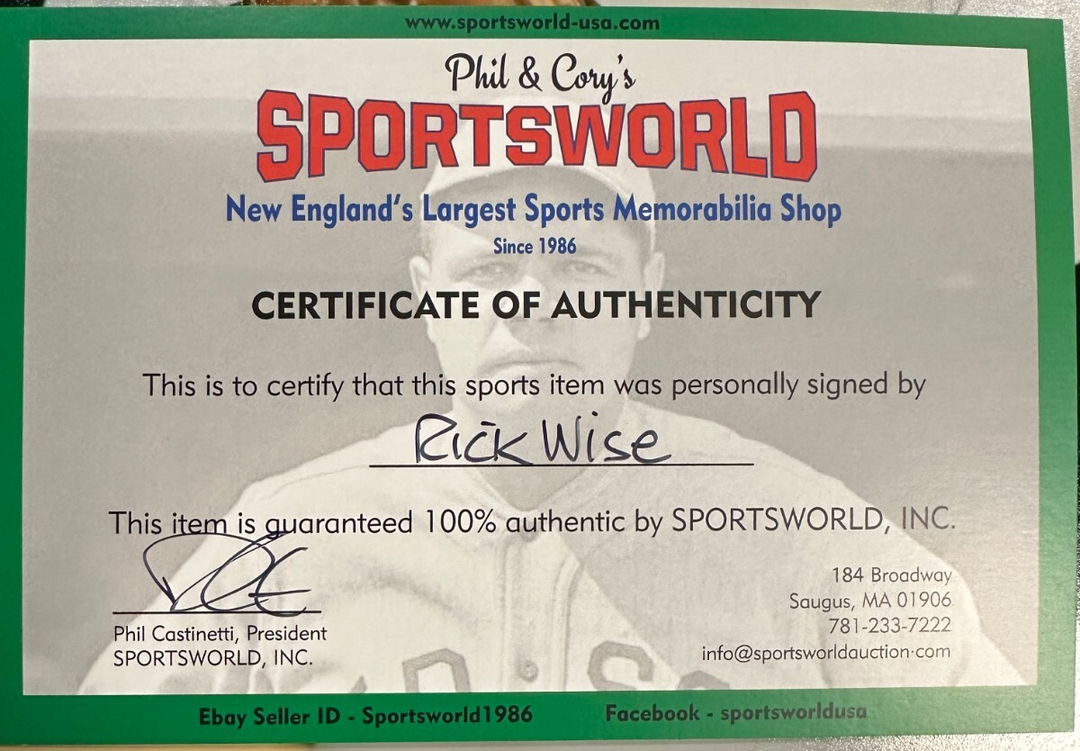 www.sportsworld-usa.com
Phil & Cory's
SPORTSWORLD
New England's Largest Sports Memorabilia Shop
Since 1986
CERTIFICATE OF AUTHENTICITY
This is to certify that this sports item was personally signed by
Rick Wise
This item is guaranteed 100% authentic by SPORTSWORLD, INC.
Phil Castinetti, President
SPORTSWORLD, INC.
184 Broadway
Saugus, MA 01906
781-233-7222
info@sportsworldauction·com
Ebay Seller ID - Sportsworld1986
Facebook - sportsworldusa